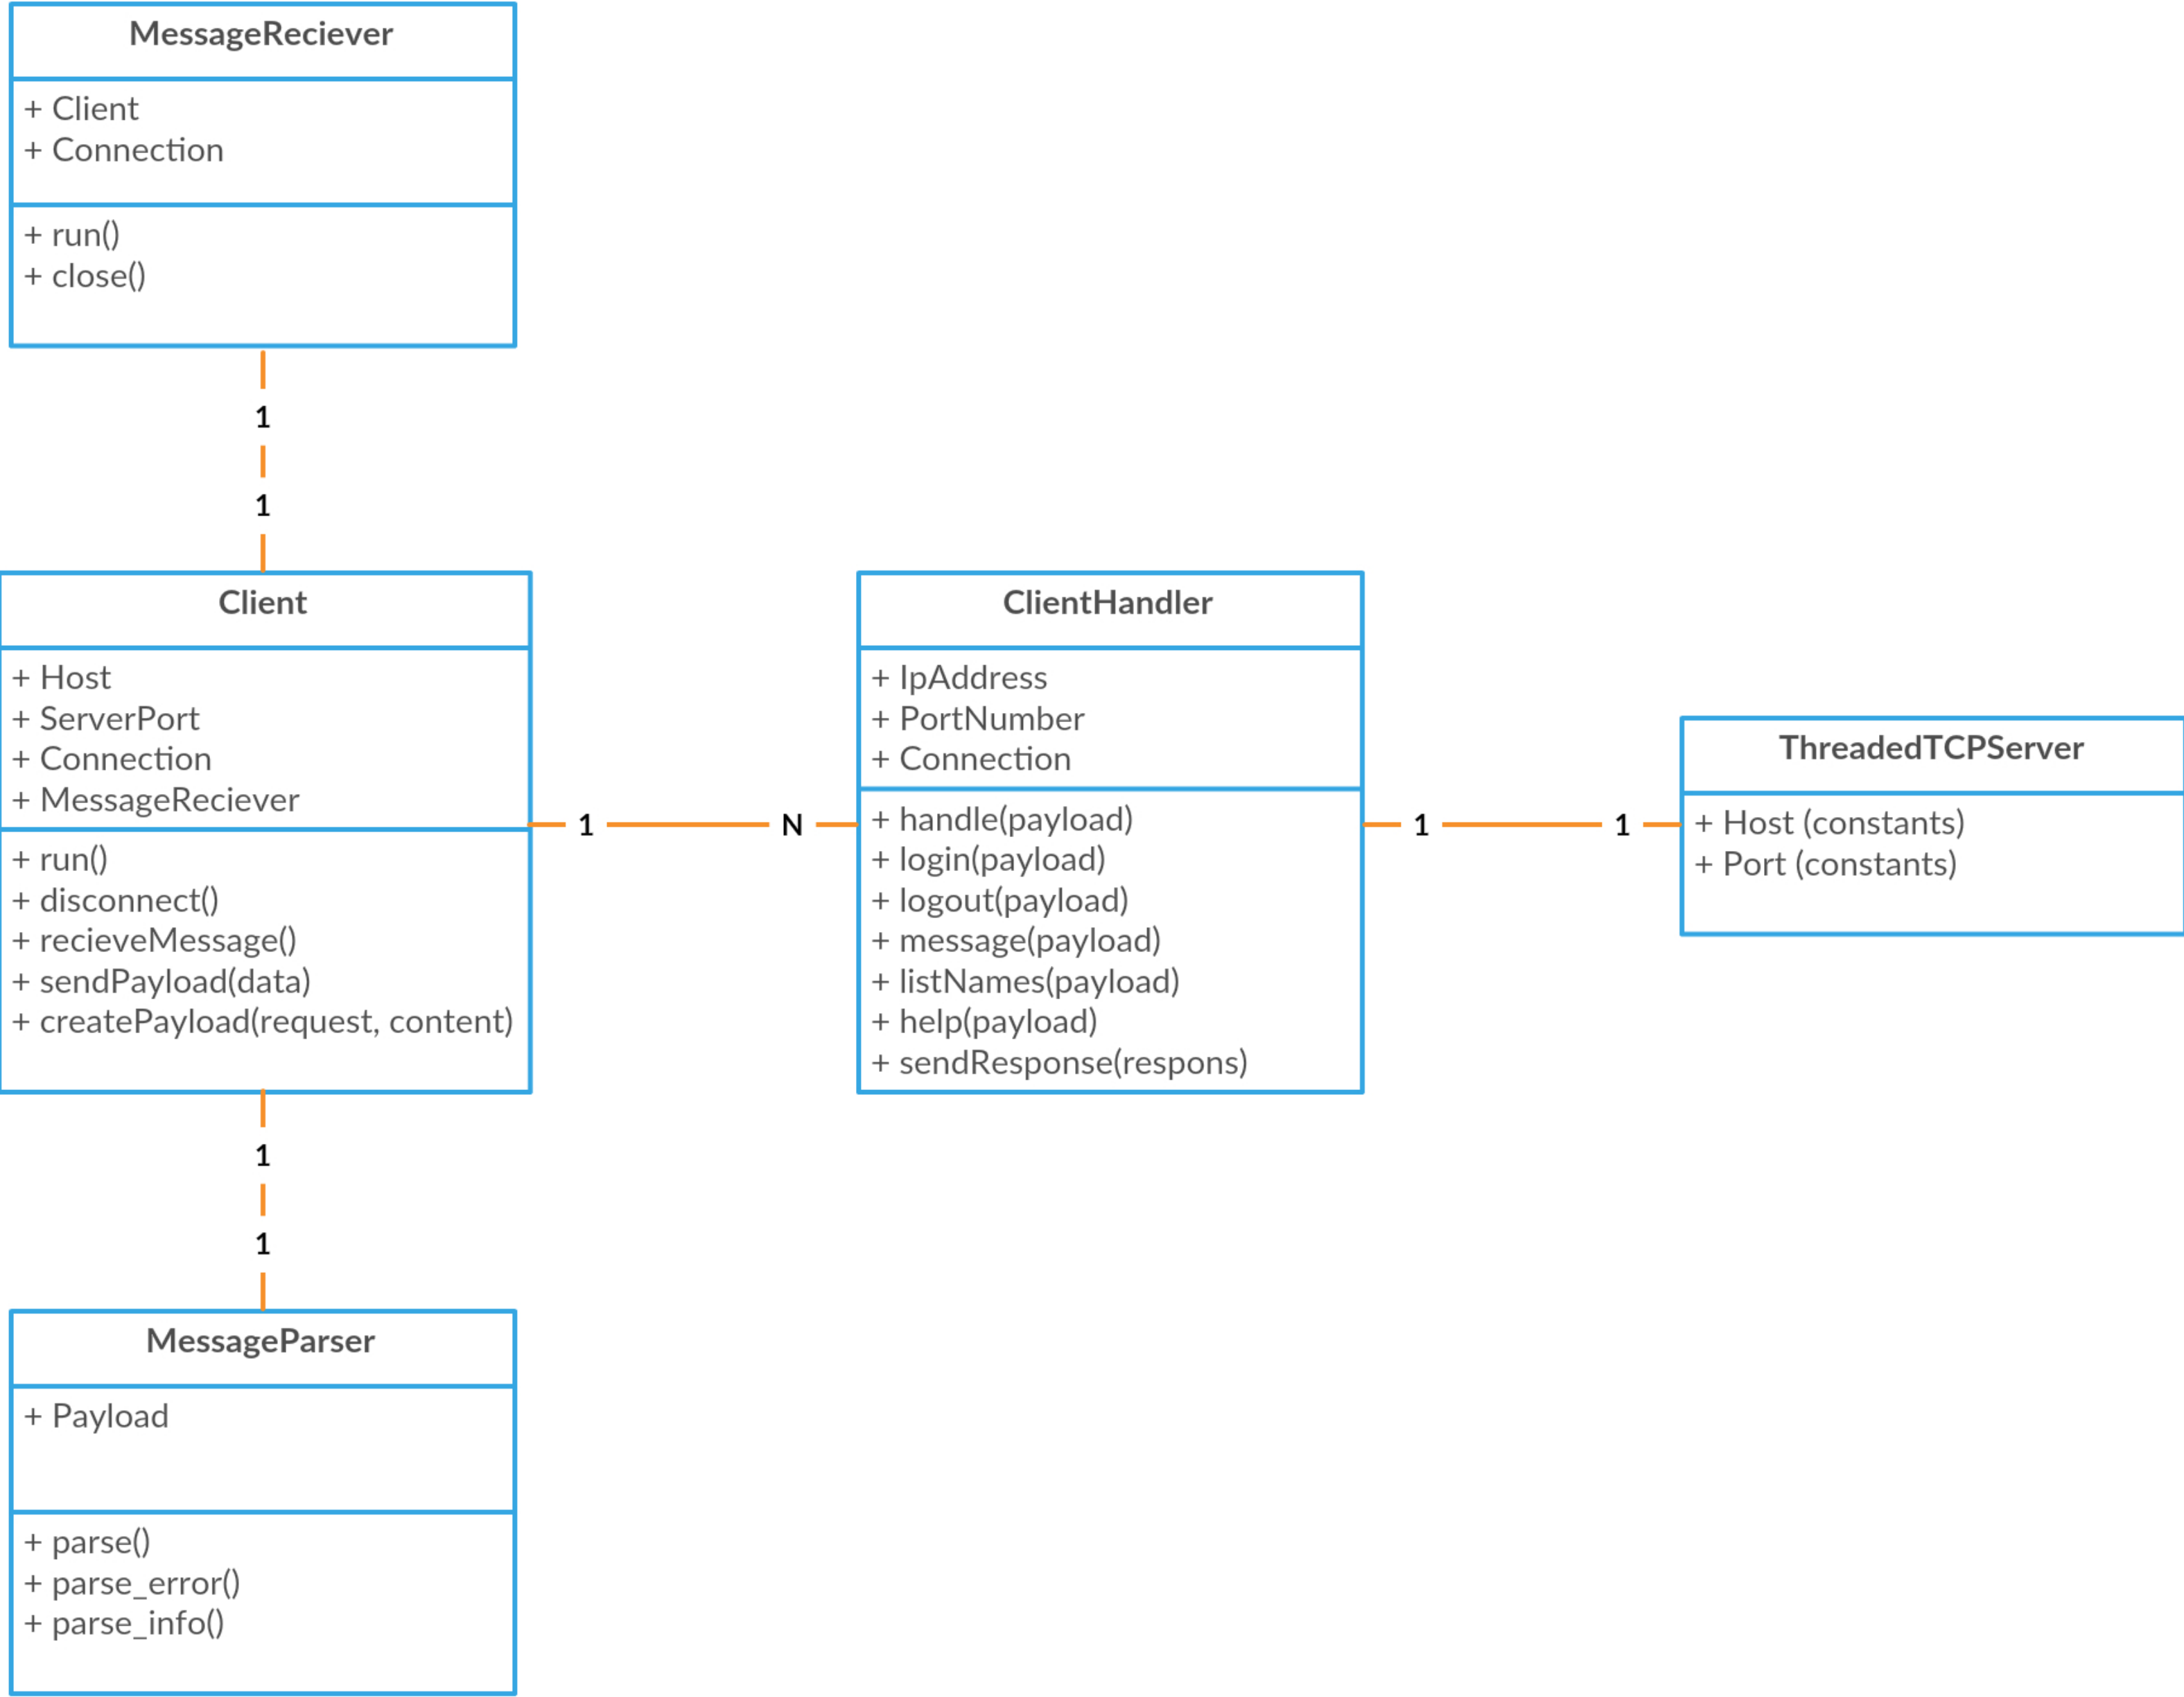 MessageReciever
+ Client
+ Connection
+ run()
+ close()
1
1
Client
+ Host
+ ServerPort
+ Connection
+ MessageReciever
+ run()
+ disconnect()
+ recieveMessage()
+ sendPayload(data)
+ createPayload(request, content)
1
N
ClientHandler
+ IpAddress
+ PortNumber
+ Connection
+ handle(payload)
+ login(payload)
+ logout(payload)
+ message(payload)
+ listNames(payload)
+ help(payload)
+ sendResponse(respons)
1
1
ThreadedTCPServer
+ Host (constants)
+ Port (constants)
1
1
MessageParser
+ Payload
+ parse()
+ parse_error()
+ parse_info()